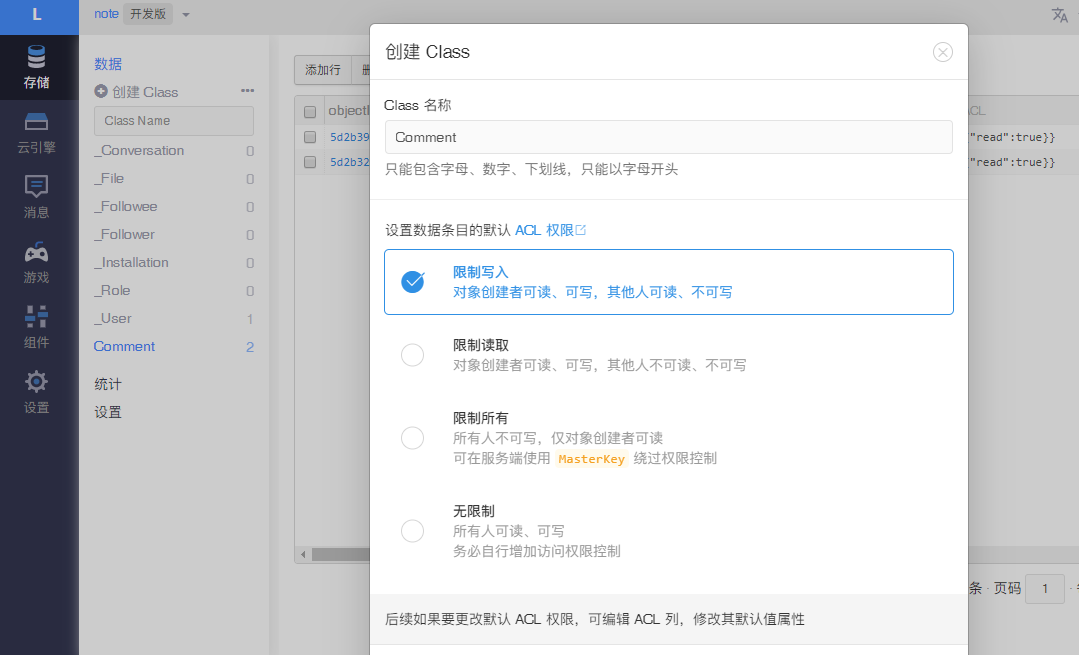 L
note 开发版
存储
云引擎
消息
游戏
组件
设置
数据
创建 Class
Class Name
_Conversation 0
_File 0
_Followee 0
_Follower 0
_Installation 0
_Role 0
_User 1
Comment 2
统计
设置
添加行
5d2b39
5d2b32
创建 Class
Class 名称
Comment
只能包含字母、数字、下划线，只能以字母开头
设置数据条目的默认 ACL 权限
限制写入
对象创建者可读、可写，其他人可读、不可写
限制读取
对象创建者可读、可写，其他人不可读、不可写
限制所有
所有人不可写，仅对象创建者可读
可在服务端使用 MasterKey 绕过权限控制
无限制
所有人可读、可写
务必自行增加访问权限控制
后续如果要更改默认 ACL 权限，可编辑 ACL 列，修改其默认值属性
"read":true}}
"read":true}}
条 · 页码 1